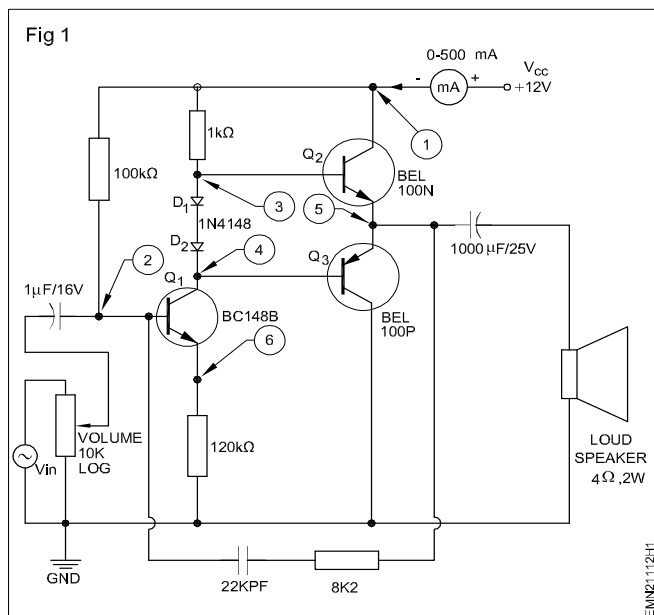 Fig 1
0-500 mA
- mA +
VCC
+12V
1kΩ
Q2
1
BEL
100N
100kΩ
D1
3
1N4148
5
D2
4
Q3
1000 µF/25V
2
Q1
1µF/16V
BC148B
BEL
100P
6
VOLUME
10K
LOG
120kΩ
LOUD
SPEAKER
4Ω,2W
Vin
GND
22KPF
8K2
EMN21112H1